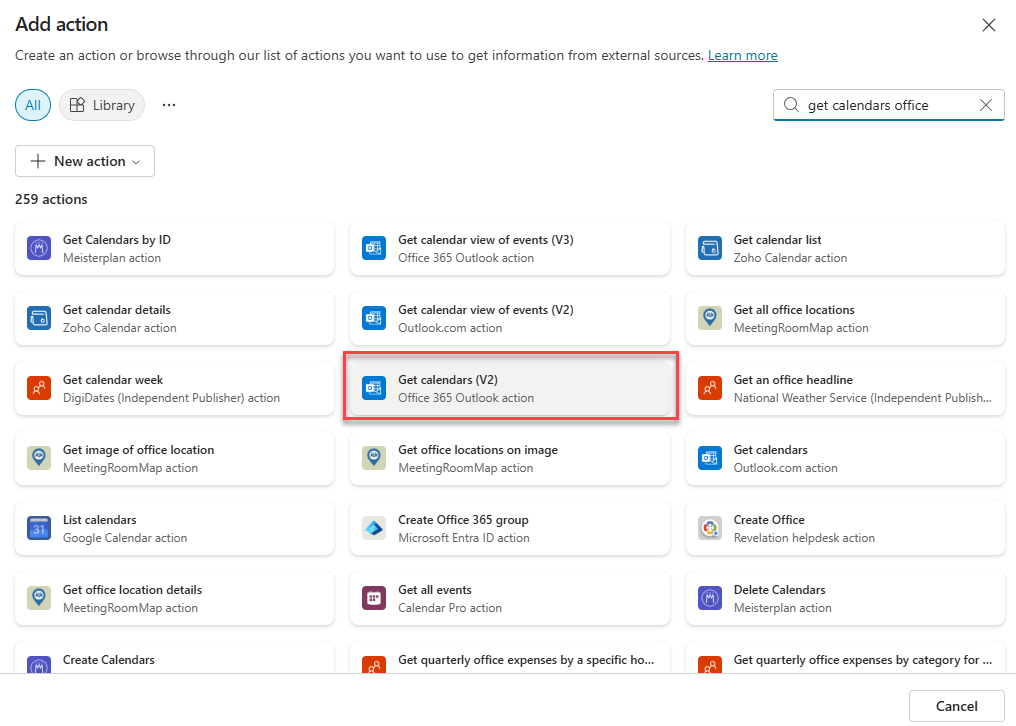 Add action
Create an action or browse through our list of actions you want to use to get information from external sources. Learn more
All
Library
...
get calendars office
New action
259 actions
Get Calendars by ID
Meisterplan action
Get calendar view of events (V3)
Office 365 Outlook action
Get calendar list
Zoho Calendar action
Get calendar details
Zoho Calendar action
Get calendar view of events (V2)
Outlook.com action
Get all office locations
MeetingRoomMap action
Get calendar week
DigiDates (Independent Publisher) action
Get calendars (V2)
Office 365 Outlook action
Get an office headline
National Weather Service (Independent Publish...
Get image of office location
MeetingRoomMap action
Get office locations on image
MeetingRoomMap action
Get calendars
Outlook.com action
31
List calendars
Google Calendar action
Create Office 365 group
Microsoft Entra ID action
Create Office
Revelation helpdesk action
Get office location details
MeetingRoomMap action
Get all events
Calendar Pro action
Delete Calendars
Meisterplan action
Create Calendars
Get quarterly office expenses by a specific ho...
Get quarterly office expenses by category for ...
Cancel